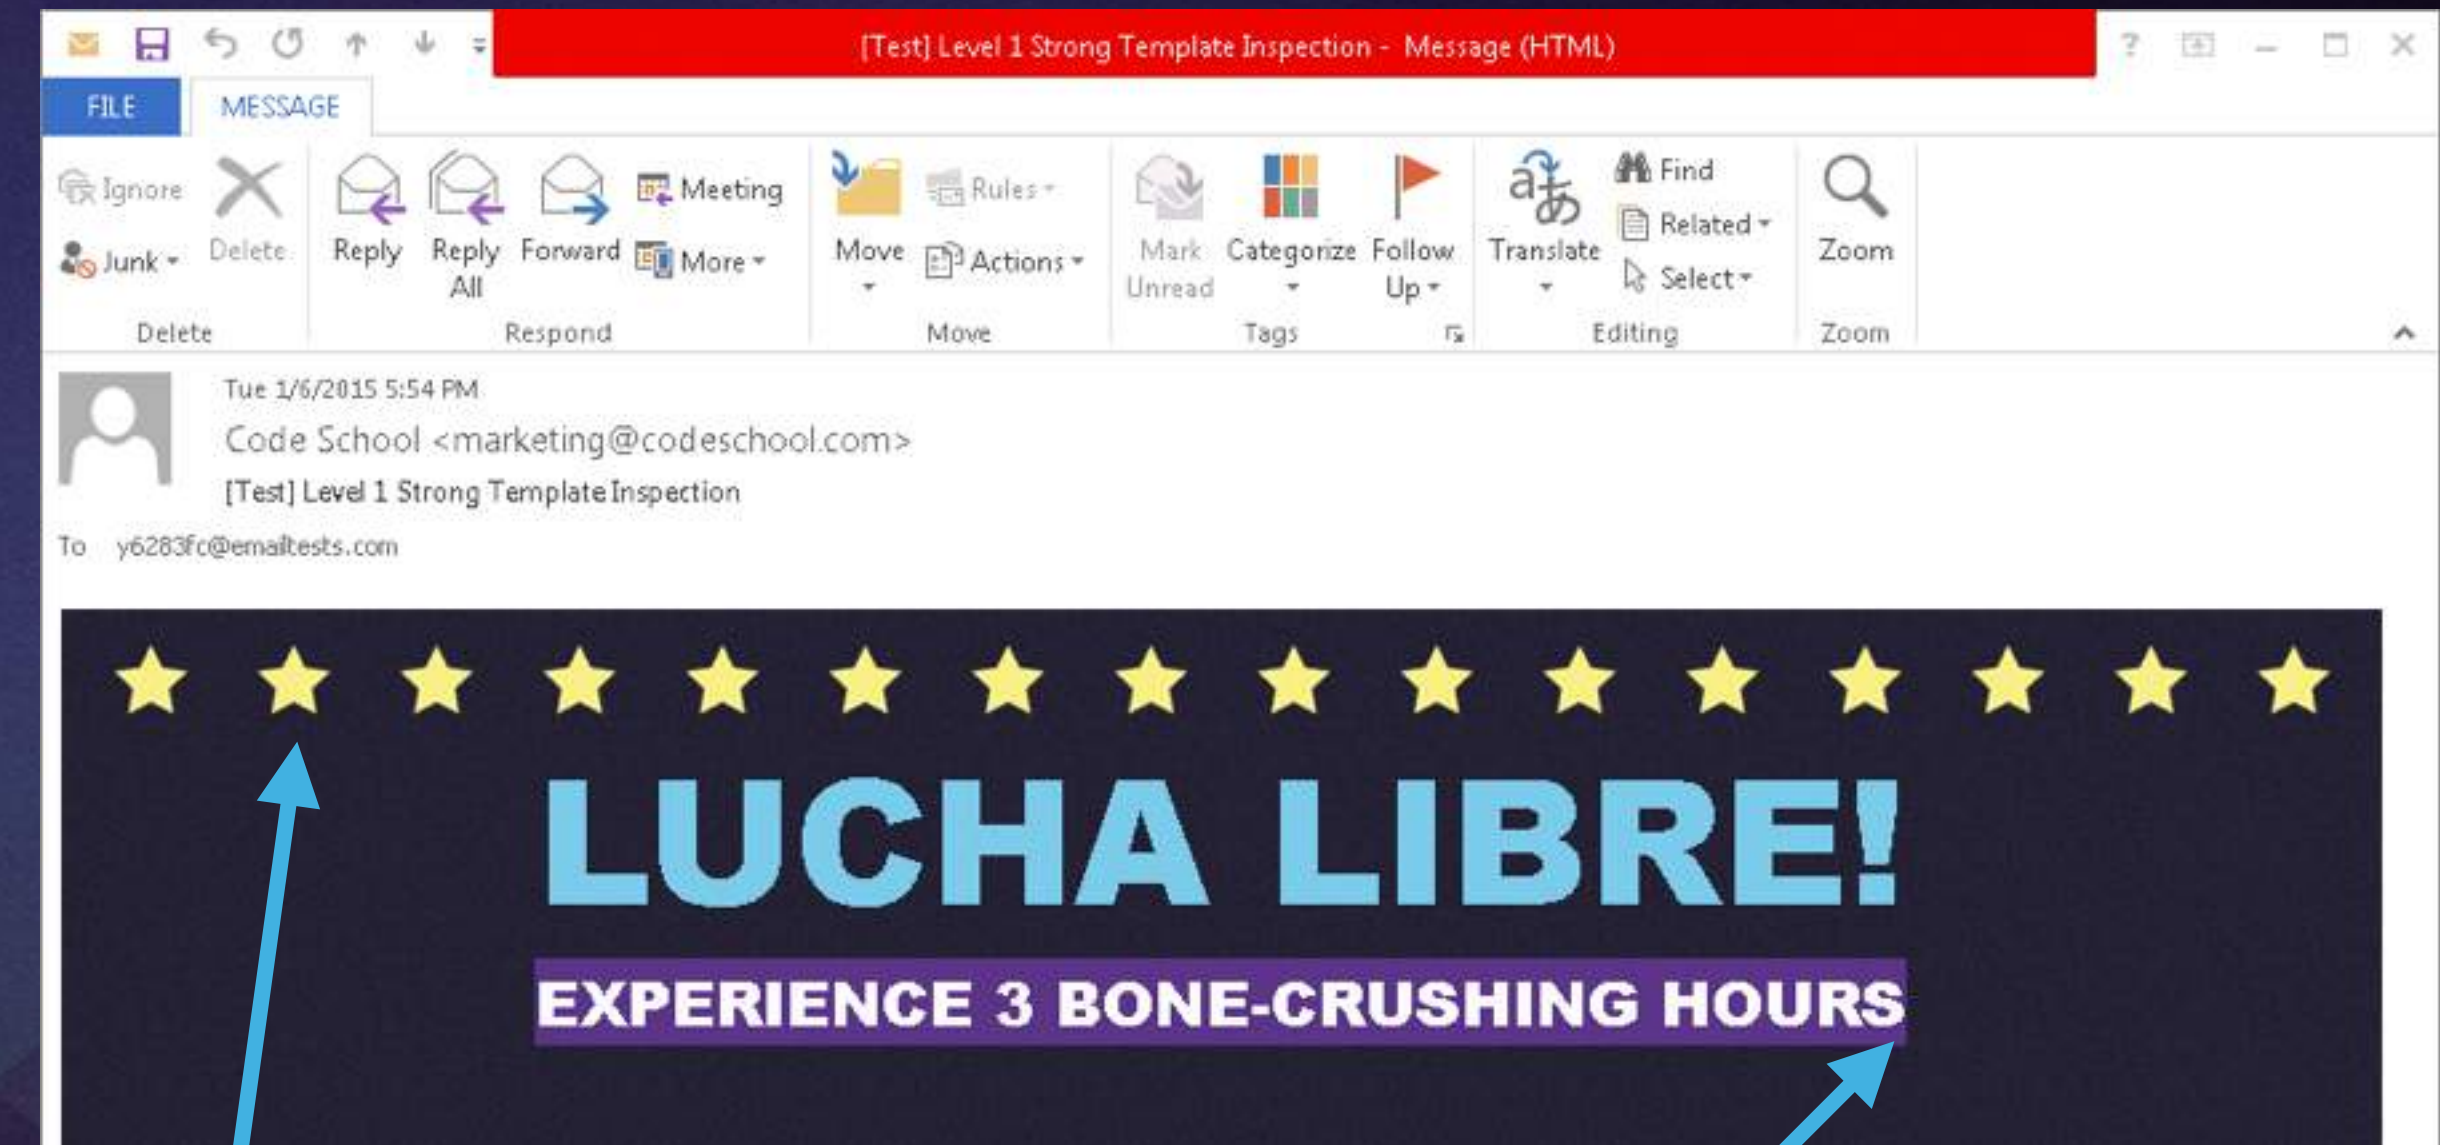 [Test] Level 1 Strong Template Inspection - Message (HTML)
?
FILE MESSAGE
Ignore
Junk
Delete
Delete
Reply
Reply
All
Forward
Meeting
More
Respond
Move
Rules
Actions
Move
Mark
Unread
Categorize
Follow
Up
Tags
Translate
Find
Related
Select
Editing
Zoom
Zoom
Tue 1/6/2015 5:54 PM
Code School <marketing@codeschool.com>
[Test] Level 1 Strong Template Inspection
To y6283fc@emailtests.com
LUCHA LIBRE!
EXPERIENCE 3 BONE-CRUSHING HOURS